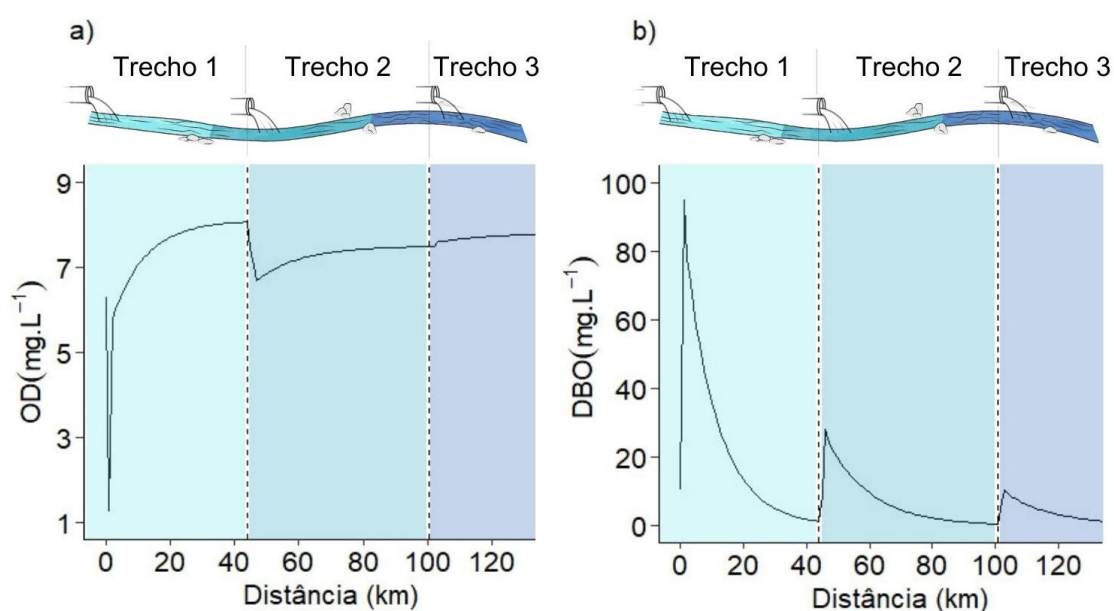 a)
Trecho 1
Trecho 2
Trecho 3
OD(mg.L⁻¹)
9
7
5
3
1
0 20 40 60 80 100 120
Distância (km)
b)
Trecho 1
Trecho 2
Trecho 3
DBO(mg.L⁻¹)
100
80
60
40
20
0
0 20 40 60 80 100 120
Distância (km)